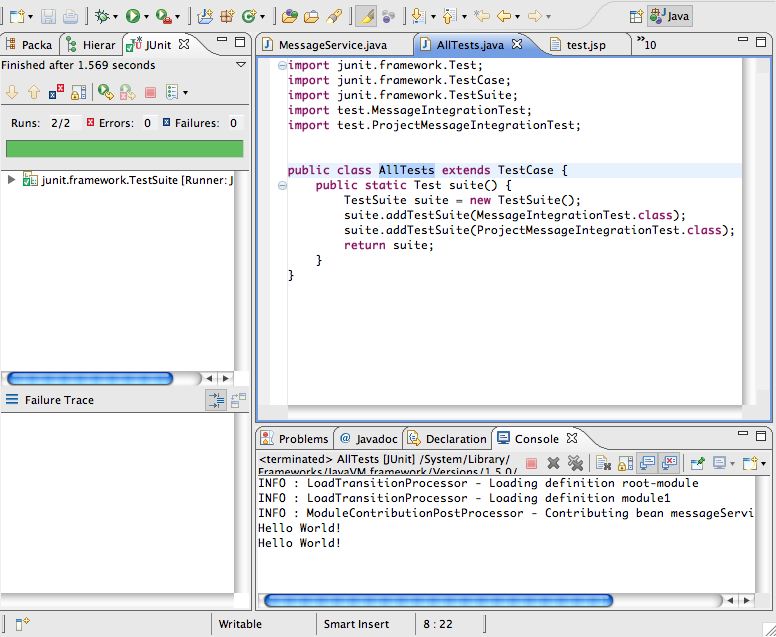 Java
Packa
Hierar
JUnit
Finished after 1.569 seconds
Runs: 2/2 Errors: 0 Failures: 0
junit.framework.TestSuite [Runner: J
Failure Trace
MessageService.java
AllTests.java
test.jsp
»10
import junit.framework.Test;
import junit.framework.TestCase;
import junit.framework.TestSuite;
import test.MessageIntegrationTest;
import test.ProjectMessageIntegrationTest;
public class AllTests extends TestCase {
public static Test suite() {
TestSuite suite = new TestSuite();
suite.addTestSuite(MessageIntegrationTest.class);
suite.addTestSuite(ProjectMessageIntegrationTest.class);
return suite;
}
}
Problems
Javadoc
Declaration
Console
<terminated> AllTests [JUnit] /System/Library/
Frameworks/JavaVM.framework/Versions/1.5.0/
INFO : LoadTransitionProcessor - Loading definition root-module
INFO : LoadTransitionProcessor - Loading definition module1
INFO : ModuleContributionPostProcessor - Contributing bean messageServi
Hello World!
Hello World!
Writable
Smart Insert
8 : 22